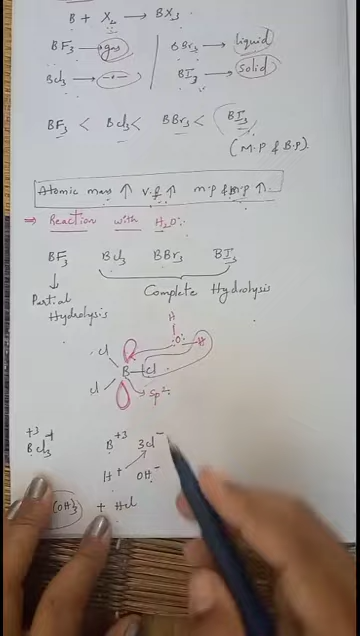 B + X₂ → BX₃
BF₃ → gas
BBr₃ → liquid
BCl₃ → —"—
BI₃ → solid
BF₃ < BCl₃ < BBr₃ < BI₃
(M.P & B.P)
Atomic mass ↑ V.f ↑ m.p & B.p ↑
⇒ Reaction with H₂O:
BF₃ BCl₃ BBr₃ BI₃
↓
Partial Hydrolysis
Complete Hydrolysis
H
Cl :O: H
B Cl
Cl sp²
+3
BCl₃
B⁺³ 3Cl⁻
H⁺ OH⁻
(OH)₃ + HCl